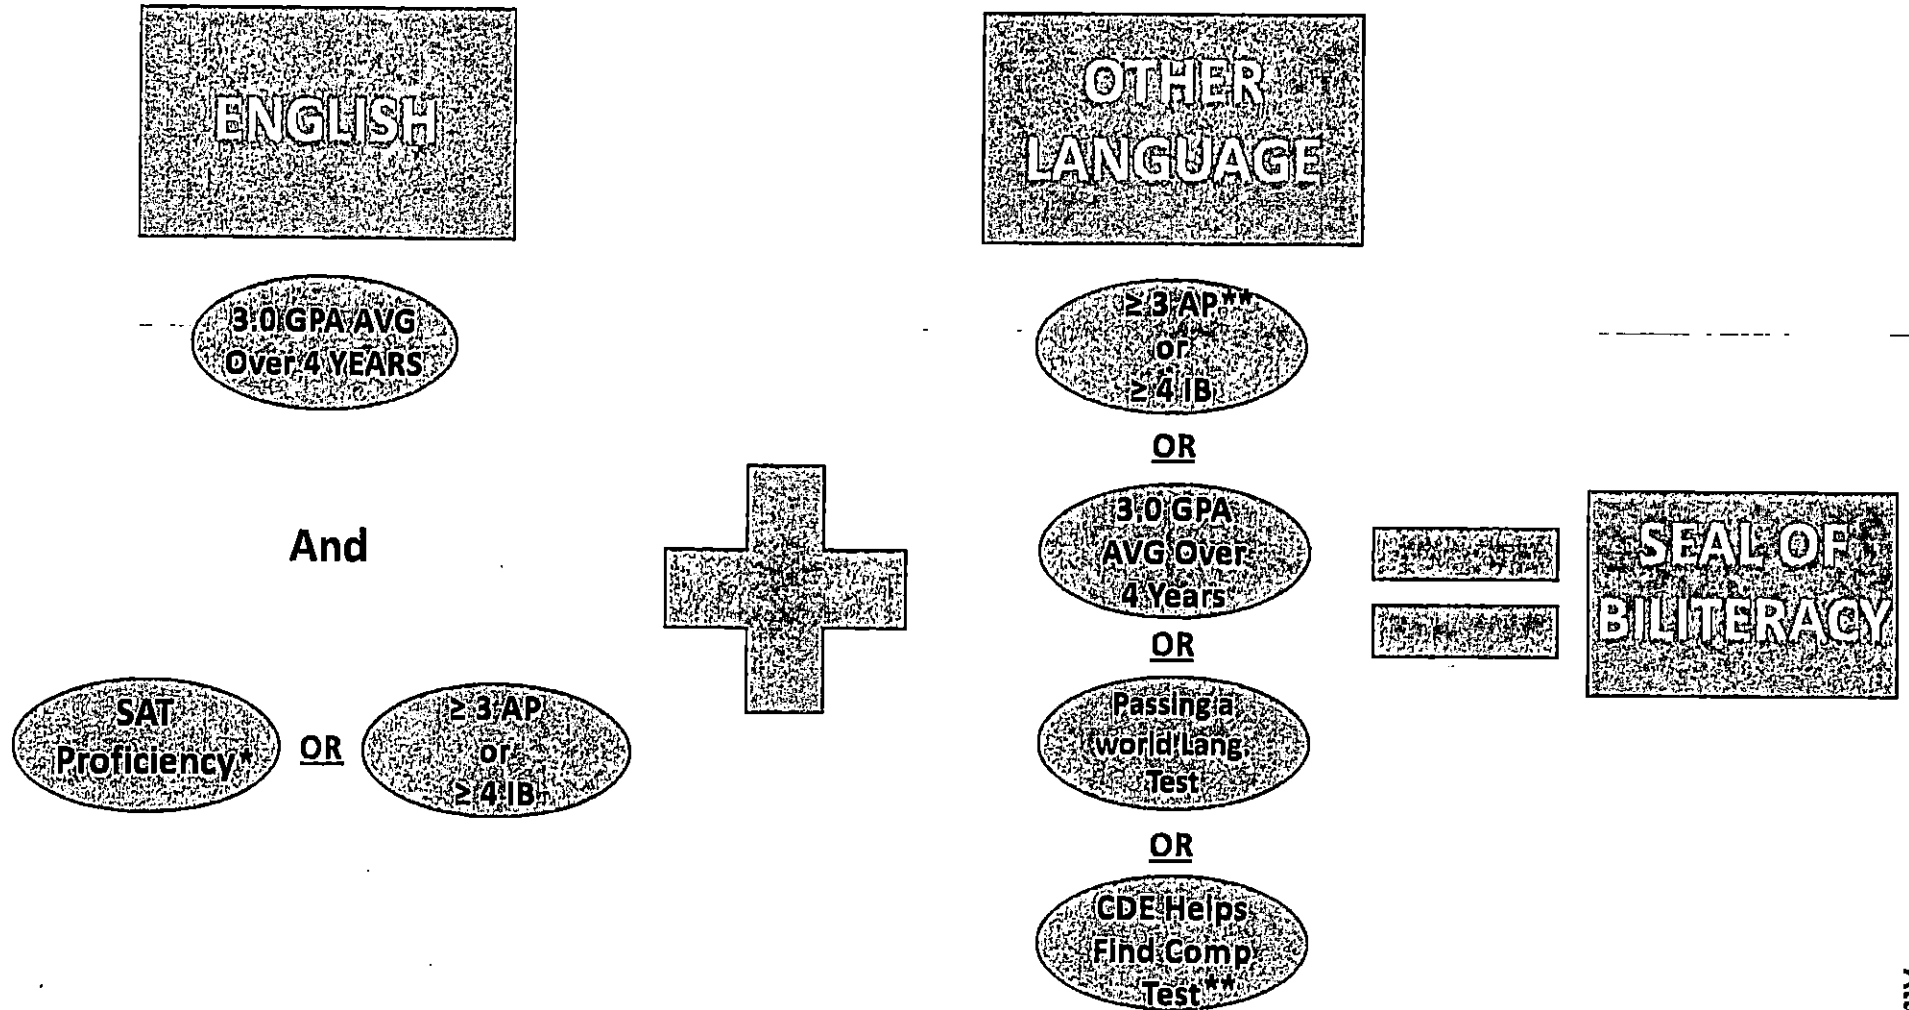 ENGLISH
3.0 GPA AVG
Over 4 YEARS
And
SAT
Proficiency*
OR
≥ 3 AP
or
≥ 4 IB
OTHER
LANGUAGE
≥ 3 AP**
or
≥ 4 IB
OR
3.0 GPA
AVG Over
4 Years
OR
Passing a
world Lang.
Test
OR
CDE Helps
Find Comp
Test**
SEAL OF
BILITERACY